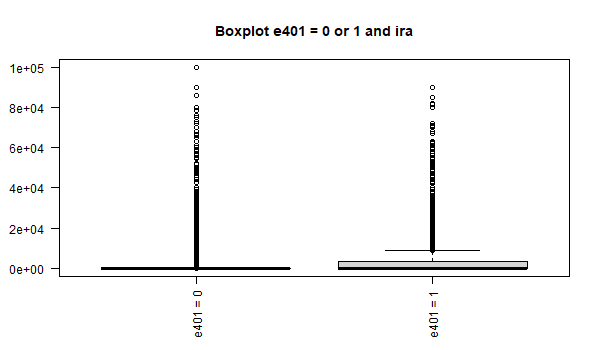 Boxplot e401 = 0 or 1 and ira
1e+05
8e+04
6e+04
4e+04
2e+04
0e+00
e401 = 0
e401 = 1